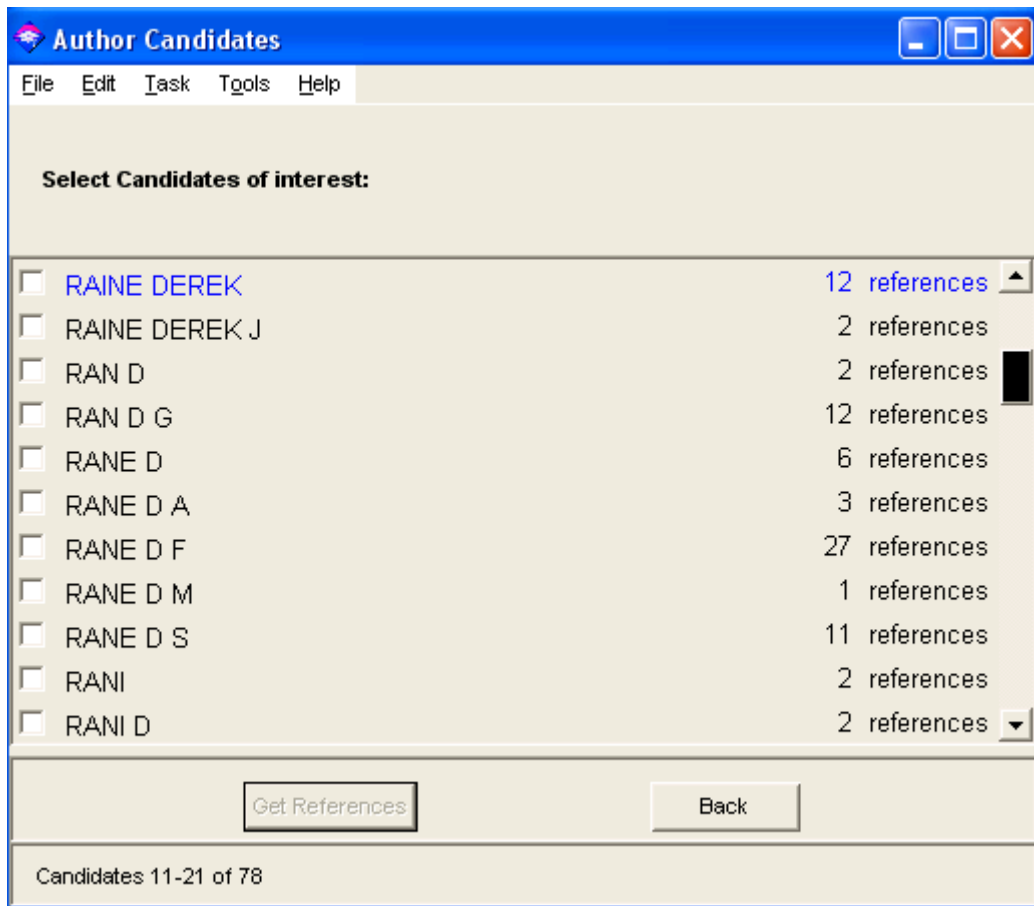 Author Candidates
File Edit Task Tools Help
Select Candidates of interest:
RAINE DEREK 12 references
RAINE DEREK J 2 references
RAN D 2 references
RAN D G 12 references
RANE D 6 references
RANE D A 3 references
RANE D F 27 references
RANE D M 1 references
RANE D S 11 references
RANI 2 references
RANI D 2 references
Get References Back
Candidates 11-21 of 78